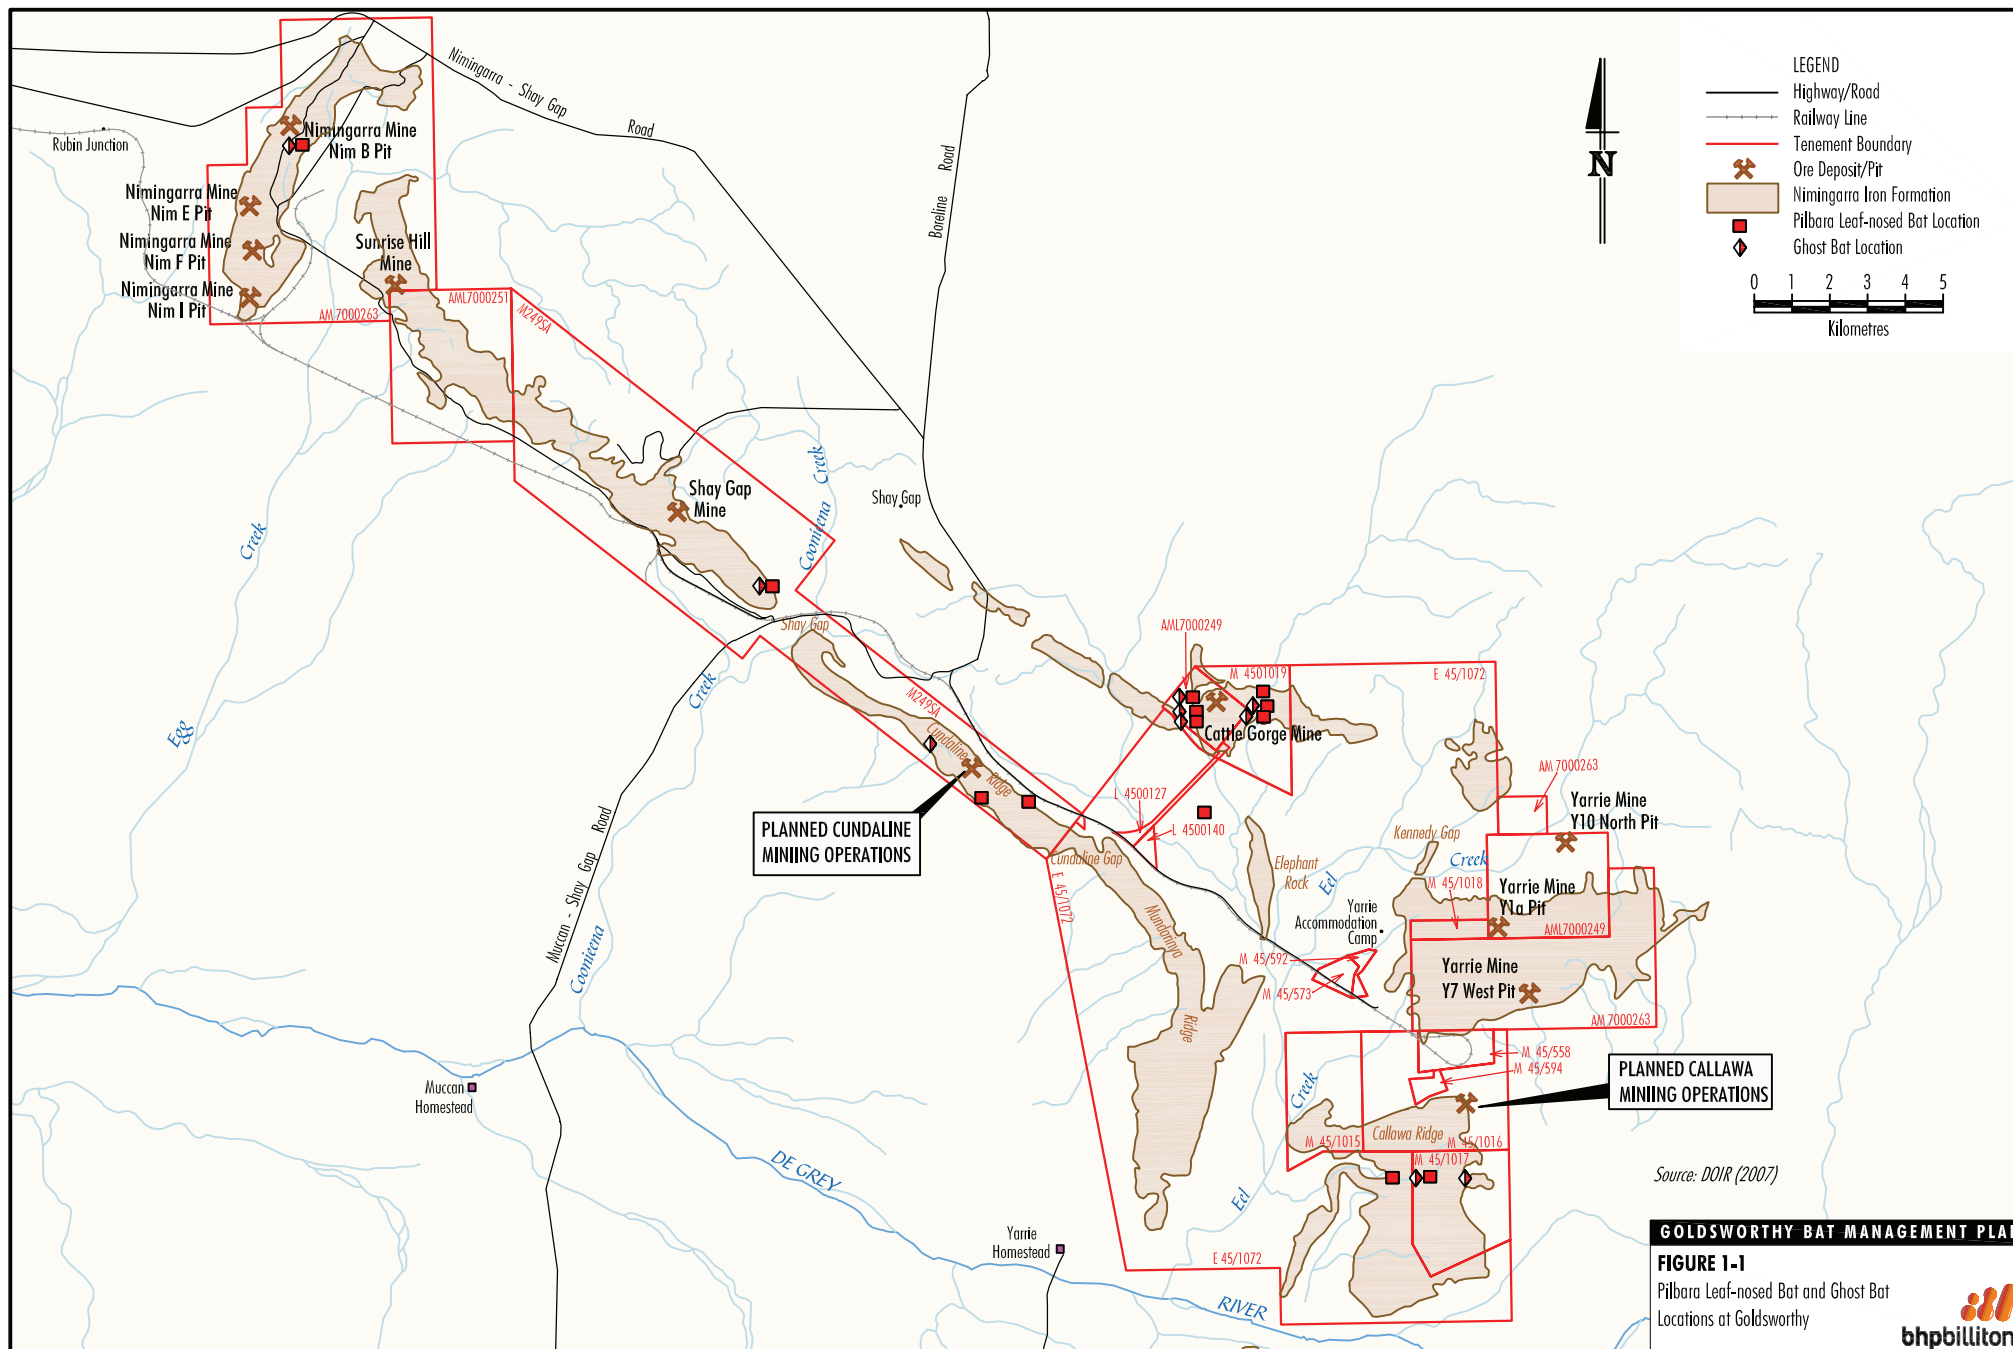 Nimingarra - Shay Gap
Road
Rubin Junction
Nimingarra Mine
Nim B Pit
Nimingarra Mine
Nim E Pit
Nimingarra Mine
Nim F Pit
Nimingarra Mine
Nim I Pit
Sunrise Hill
Mine
AM 7000263
AML7000251
M249SA
Boreline Road
N
LEGEND
Highway/Road
Railway Line
Tenement Boundary
Ore Deposit/Pit
Nimingarra Iron Formation
Pilbara Leaf-nosed Bat Location
Ghost Bat Location
0 1 2 3 4 5
Kilometres
Shay Gap
Mine
Coonieena Creek
Shay Gap
Egg Creek
Shay Gap
Creek
M249SA
Cundaline
Ridge
PLANNED CUNDALINE
MINIING OPERATIONS
Muccan - Shay Gap Road
Coonieena
AML7000249
M 4501019
E 45/1072
Cattle Gorge Mine
L 4500127
L 4500140
Cundaline Gap
E 45/1072
Mundannya
Ridge
Elephant
Rock
Eel
Yarrie
Accommodation
Camp
Kennedy Gap
Creek
AM 7000263
Yarrie Mine
Y10 North Pit
M 45/1018
Yarrie Mine
Y1a Pit
AML7000249
Yarrie Mine
Y7 West Pit
AM 7000263
M 45/592
M 45/573
M 45/558
M 45/594
PLANNED CALLAWA
MINIING OPERATIONS
Creek
Callawa Ridge
M 45/1015
M 45/1016
M 45/1017
Eel
E 45/1072
Muccan
Homestead
DE GREY
RIVER
Yarrie
Homestead
Source: DOIR (2007)
GOLDSWORTHY BAT MANAGEMENT PLAN
FIGURE 1-1
Pilbara Leaf-nosed Bat and Ghost Bat
Locations at Goldsworthy
bhpbilliton